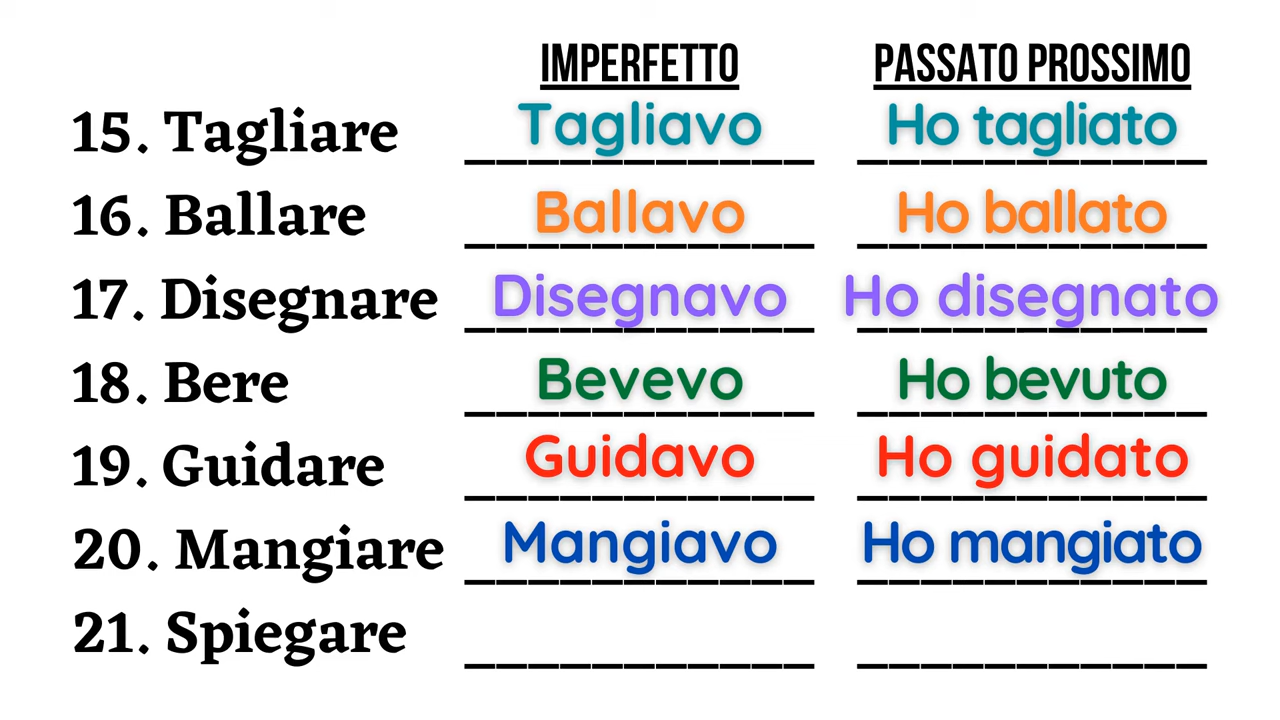 IMPERFETTO PASSATO PROSSIMO
15. Tagliare Tagliavo Ho tagliato
16. Ballare Ballavo Ho ballato
17. Disegnare Disegnavo Ho disegnato
18. Bere Bevevo Ho bevuto
19. Guidare Guidavo Ho guidato
20. Mangiare Mangiavo Ho mangiato
21. Spiegare